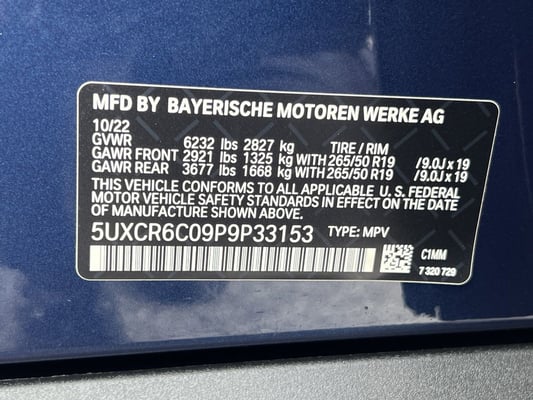 MFD BY BAYERISCHE MOTOREN WERKE AG
10/22
GVWR 6232 lbs 2827 kg TIRE / RIM
GAWR FRONT 2921 lbs 1325 kg WITH 265/50 R19 /9.0J x 19
GAWR REAR 3677 lbs 1668 kg WITH 265/50 R19 /9.0J x 19
THIS VEHICLE CONFORMS TO ALL APPLICABLE U. S. FEDERAL
MOTOR VEHICLE SAFETY STANDARDS IN EFFECT ON THE
DATE OF MANUFACTURE SHOWN ABOVE.
5UXCR6C09P9P33153 TYPE: MPV
C1MM
7 320 729